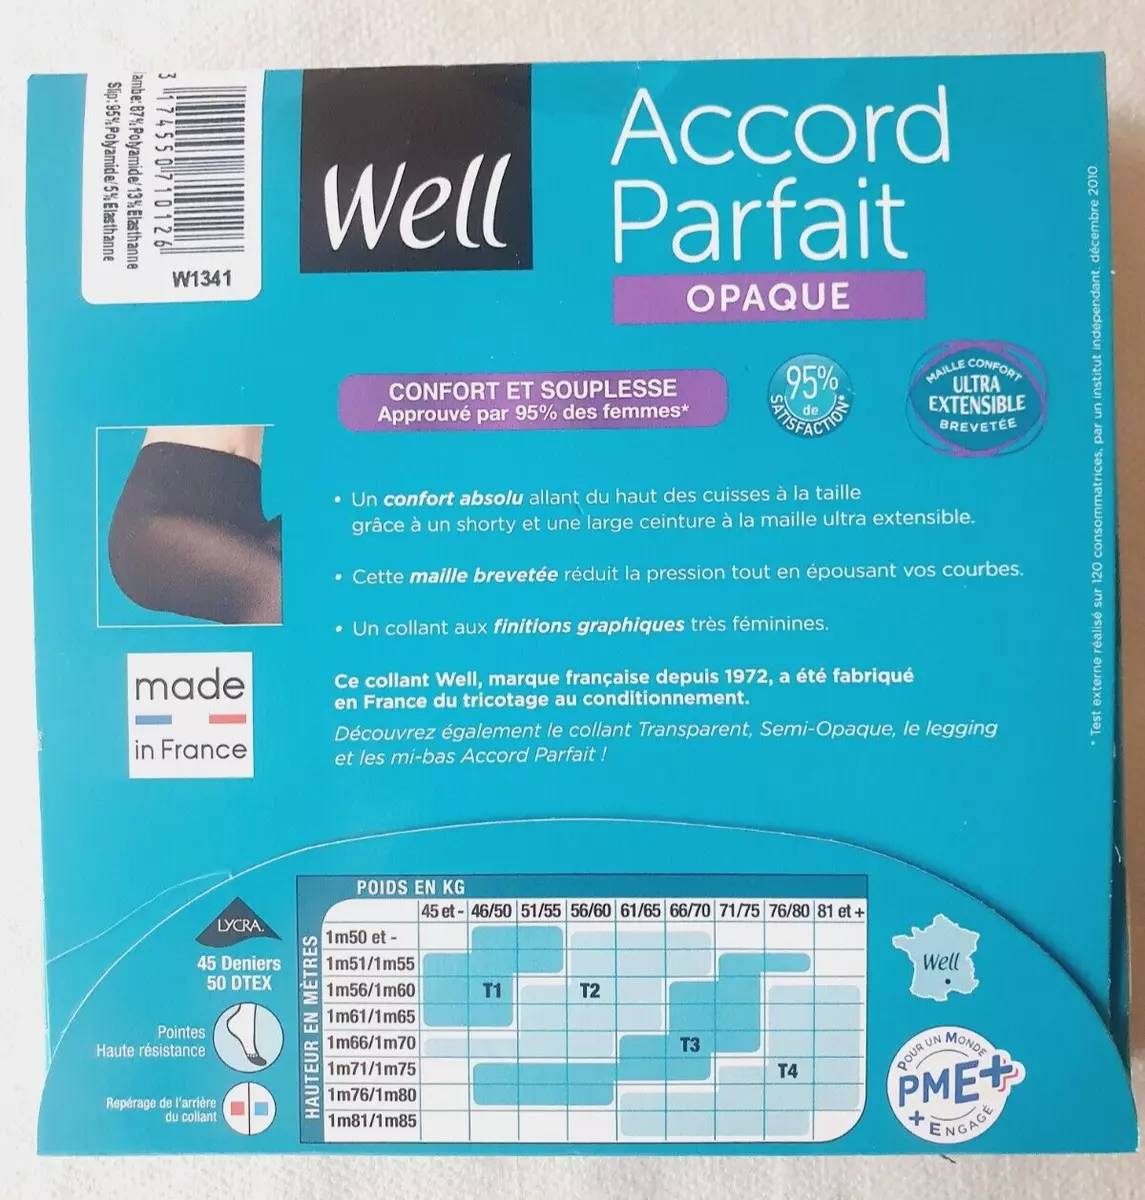 3 174550 710126
Jambe: 87% Polyamide/13% Elasthanne
Slip: 95% Polyamide/5% Elasthanne
W1341
Well
Accord
Parfait
OPAQUE
CONFORT ET SOUPLESSE
Approuvé par 95% des femmes*
95%
de
SATISFACTION*
MAILLE CONFORT
ULTRA
EXTENSIBLE
BREVETÉE
• Un confort absolu allant du haut des cuisses à la taille
grâce à un shorty et une large ceinture à la maille ultra extensible.
• Cette maille brevetée réduit la pression tout en épousant vos courbes.
• Un collant aux finitions graphiques très féminines.
Ce collant Well, marque française depuis 1972, a été fabriqué
en France du tricotage au conditionnement.
Découvrez également le collant Transparent, Semi-Opaque, le legging
et les mi-bas Accord Parfait !
made
in France
* Test externe réalisé sur 120 consommatrices, par un institut indépendant, décembre 2010.
LYCRA.
45 Deniers
50 DTEX
Pointes
Haute résistance
Repérage de l'arrière
du collant
POIDS EN KG
45 et - 46/50 51/55 56/60 61/65 66/70 71/75 76/80 81 et +
HAUTEUR EN MÈTRES
1m50 et -
1m51/1m55
1m56/1m60 T1 T2
1m61/1m65
1m66/1m70 T3
1m71/1m75 T4
1m76/1m80
1m81/1m85
Well
POUR UN MONDE
PME+
+ ENGAGÉ